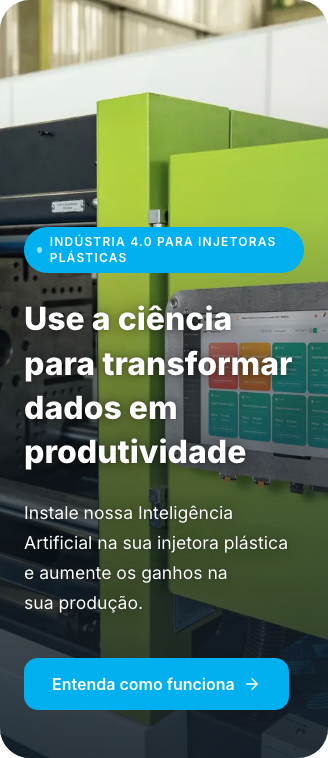 INDÚSTRIA 4.0 PARA INJETORAS
PLÁSTICAS
Use a ciência
para transformar
dados em
produtividade
Instale nossa Inteligência
Artificial na sua injetora plástica
e aumente os ganhos na
sua produção.
Entenda como funciona